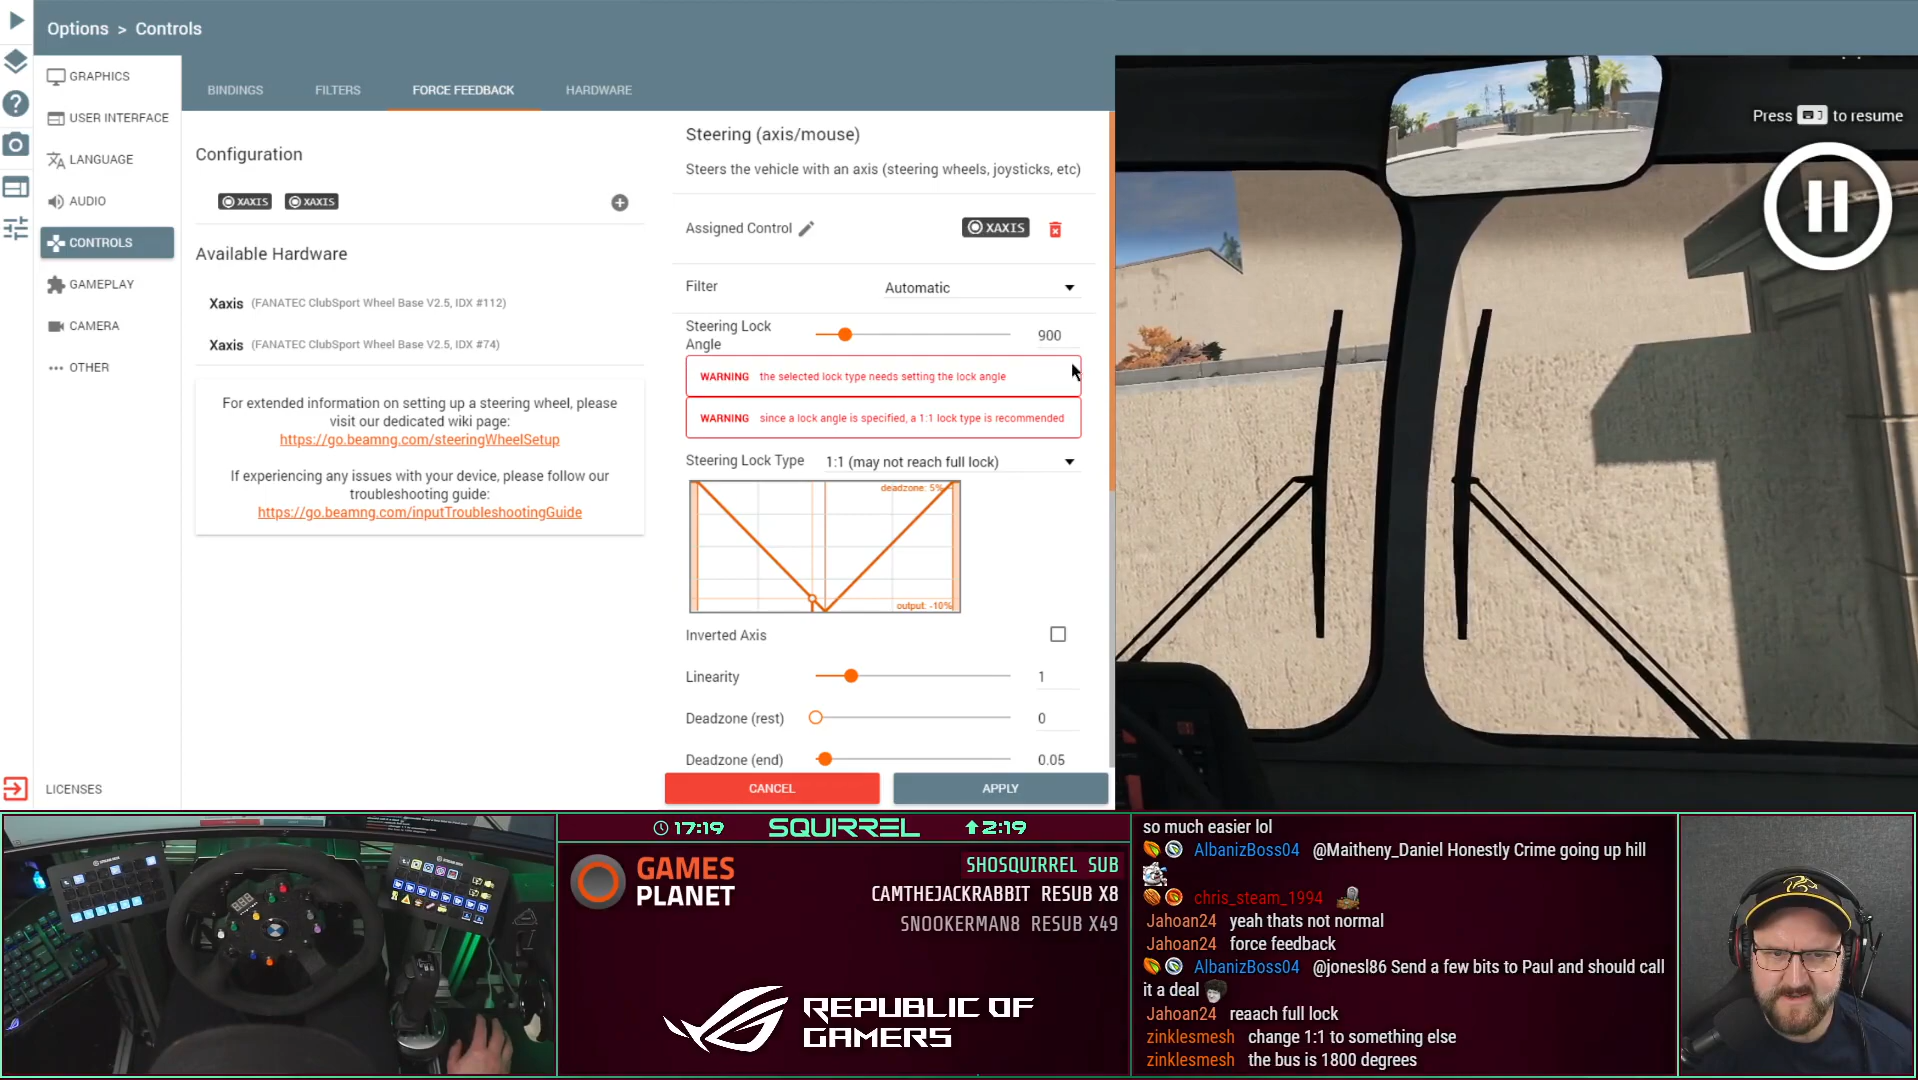 Options > Controls
GRAPHICS
USER INTERFACE
LANGUAGE
AUDIO
CONTROLS
GAMEPLAY
CAMERA
OTHER
LICENSES
BINDINGS
FILTERS
FORCE FEEDBACK
HARDWARE
Configuration
XAXIS XAXIS
Available Hardware
Xaxis (FANATEC ClubSport Wheel Base V2.5, IDX #112)
Xaxis (FANATEC ClubSport Wheel Base V2.5, IDX #74)
For extended information on setting up a steering wheel, please
visit our dedicated wiki page:
https://go.beamng.com/steeringWheelSetup
If experiencing any issues with your device, please follow our
troubleshooting guide:
https://go.beamng.com/inputTroubleshootingGuide
Steering (axis/mouse)
Steers the vehicle with an axis (steering wheels, joysticks, etc)
Assigned Control XAXIS
Filter Automatic
Steering Lock
Angle
900
WARNING the selected lock type needs setting the lock angle
WARNING since a lock angle is specified, a 1:1 lock type is recommended
Steering Lock Type 1:1 (may not reach full lock)
deadzone: 5%
output: -10%
Inverted Axis
Linearity 1
Deadzone (rest) 0
Deadzone (end) 0.05
CANCEL
APPLY
Press to resume
17:19 SQUIRREL 2:19
GAMES
PLANET
SHOSQUIRREL SUB
CAMTHEJACKRABBIT RESUB X8
SNOOKERMAN8 RESUB X49
REPUBLIC OF
GAMERS
so much easier lol
AlbanizBoss04 @Maitheny_Daniel Honestly Crime going up hill
chris_steam_1994
Jahoan24 yeah thats not normal
Jahoan24 force feedback
AlbanizBoss04 @jonesl86 Send a few bits to Paul and should call
it a deal
Jahoan24 reaach full lock
zinklesmesh change 1:1 to something else
zinklesmesh the bus is 1800 degrees